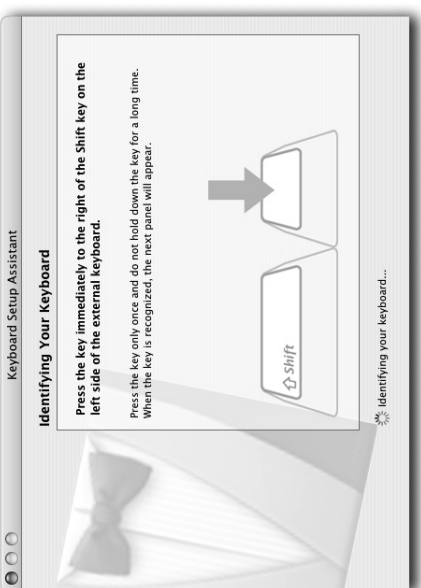 Keyboard Setup Assistant
Identifying Your Keyboard
Press the key immediately to the right of the Shift key on the
left side of the external keyboard.
Press the key only once and do not hold down the key for a long time.
When the key is recognized, the next panel will appear.
⇧ Shift
Identifying your keyboard...